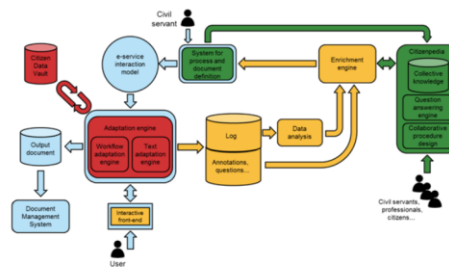 Civil
servant
Citizen
Data
Vault
e-service
interaction
model
System for
process and
document
definition
Enrichment
engine
Citizenpedia
Collective
knowledge
Question
answering
engine
Collaborative
procedure
design
Adaptation engine
Workflow
adaptation
engine
Text
adaptation
engine
Log
Annotations,
questions...
Data
analysis
Output
document
Document
Management
System
Interactive
front-end
User
Civil servants,
professionals,
citizens...